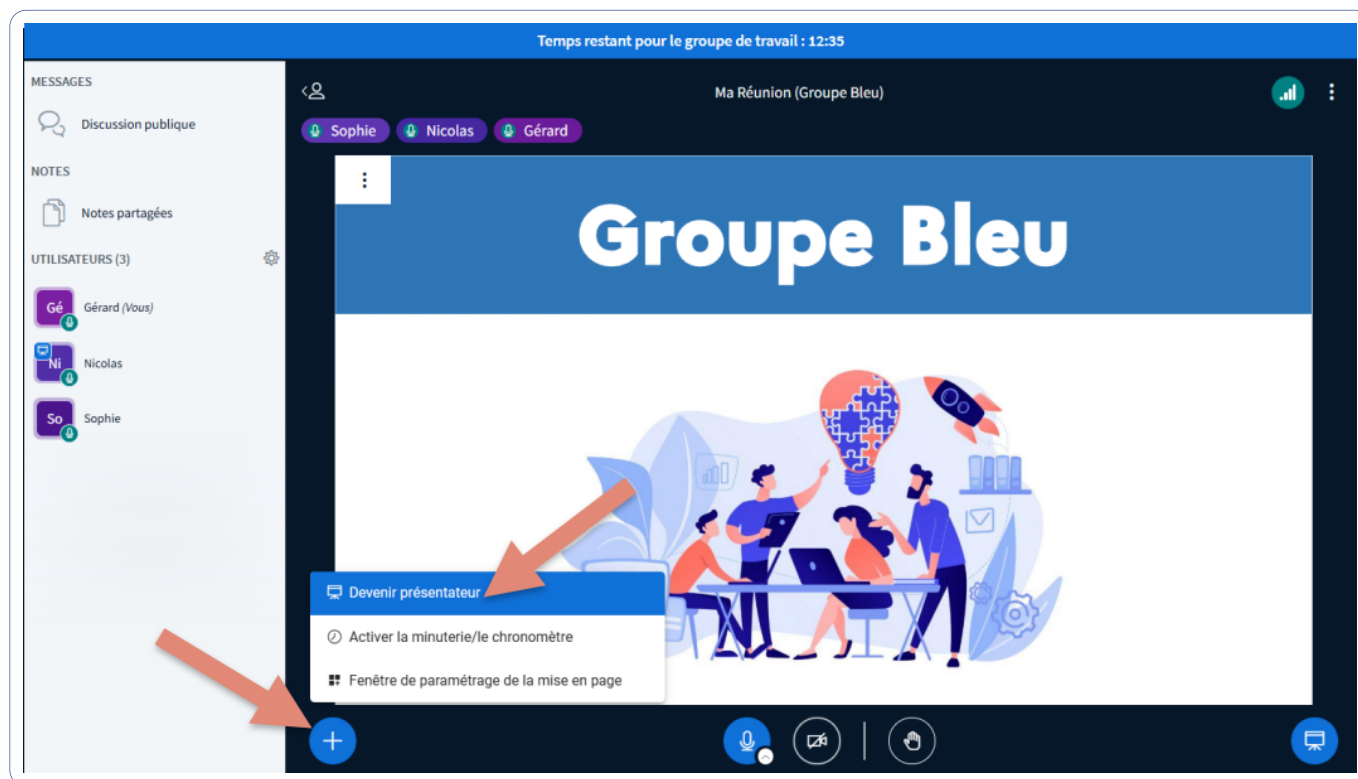 Temps restant pour le groupe de travail : 12:35
MESSAGES
Discussion publique
NOTES
Notes partagées
UTILISATEURS (3)
Gé Gérard (Vous)
Ni Nicolas
So Sophie
Ma Réunion (Groupe Bleu)
Sophie Nicolas Gérard
Groupe Bleu
Devenir présentateur
Activer la minuterie/le chronomètre
Fenêtre de paramétrage de la mise en page